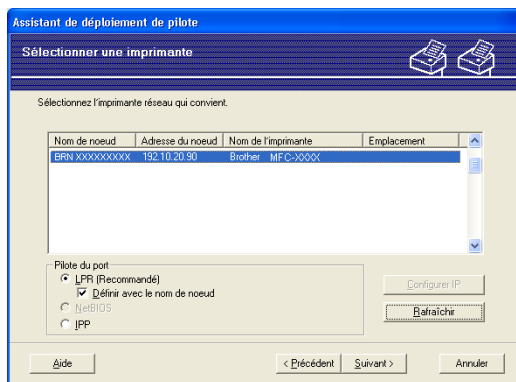 Assistant de déploiement de pilote
Sélectionner une imprimante
Sélectionnez l'imprimante réseau qui convient.
Nom de noeud Adresse du noeud Nom de l'imprimante Emplacement
BRN XXXXXXXXX 192.10.20.90 Brother MFC-XXXX
Pilote du port
LPR (Recommandé)
Définir avec le nom de noeud
NetBIOS
IPP
Configurer IP
Rafraîchir
Aide < Précédent Suivant > Annuler